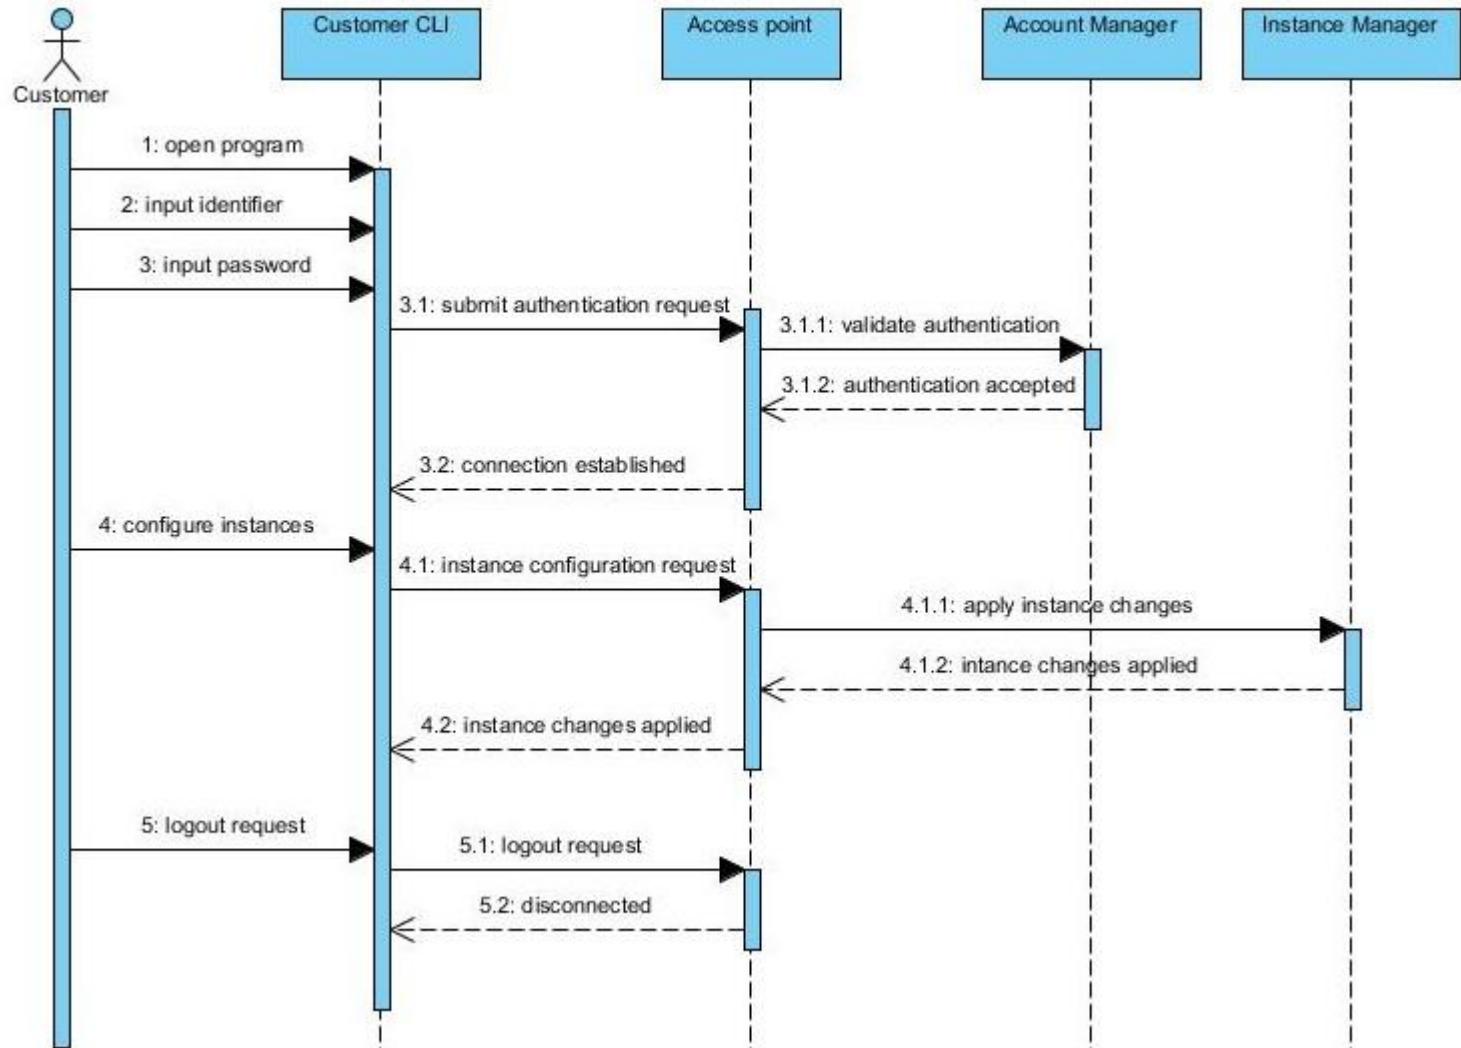 Customer CLI
Access point
Account Manager
Instance Manager
Customer
1: open program
2: input identifier
3: input password
3.1: submit authentication request
3.1.1: validate authentication
3.1.2: authentication accepted
3.2: connection established
4: configure instances
4.1: instance configuration request
4.1.1: apply instance changes
4.1.2: intance changes applied
4.2: instance changes applied
5: logout request
5.1: logout request
5.2: disconnected